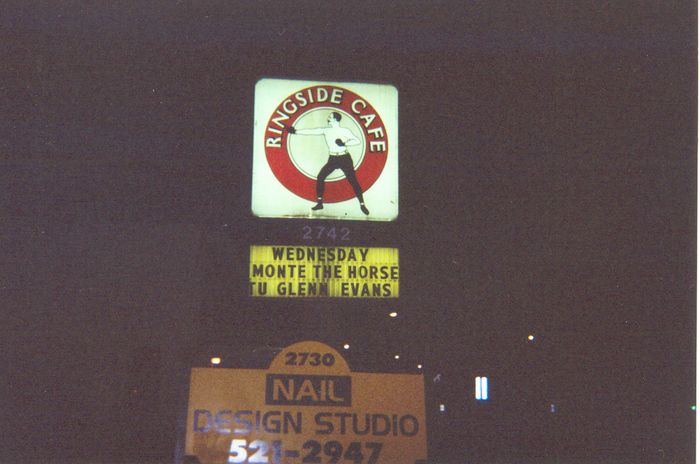 RINGSIDE CAFE
2742
WEDNESDAY
MONTE THE HORSE
TU GLENN EVANS
2730
NAIL
DESIGN STUDIO
521-2947